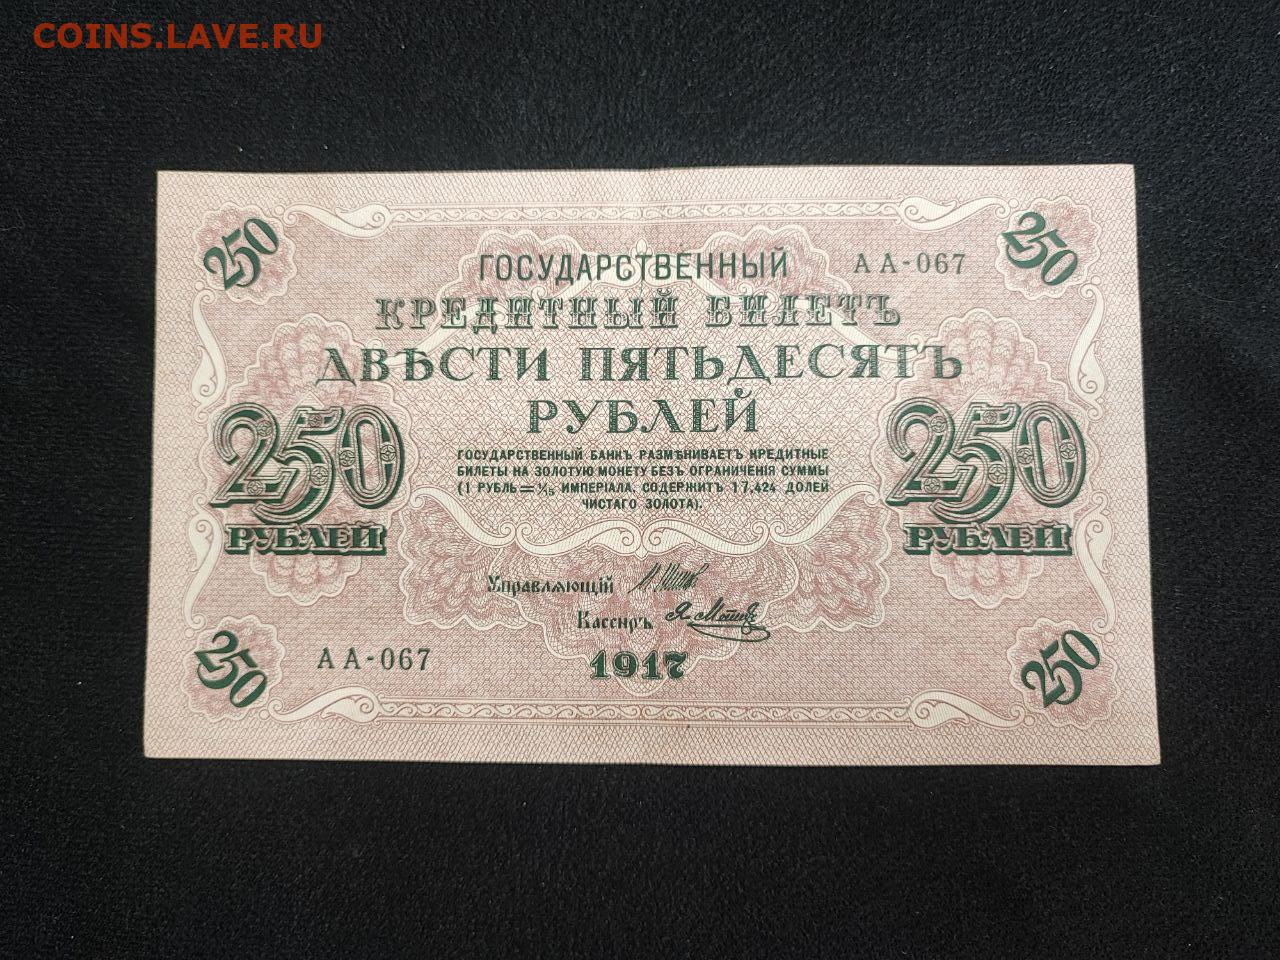 COINS.LAVE.RU
250 250
ГОСУДАРСТВЕННЫЙ АА-067
КРЕДИТНЫЙ БИЛЕТЪ
ДВѢСТИ ПЯТЬДЕСЯТЪ
РУБЛЕЙ
250 250
РУБЛЕЙ РУБЛЕЙ
ГОСУДАРСТВЕННЫЙ БАНКЪ РАЗМѢНИВАЕТЪ КРЕДИТНЫЕ
БИЛЕТЫ НА ЗОЛОТУЮ МОНЕТУ БЕЗЪ ОГРАНИЧЕНІЯ СУММЫ
(1 РУБЛЬ=1/15 ИМПЕРІАЛА, СОДЕРЖИТЪ 17,424 ДОЛЕЙ
ЧИСТАГО ЗОЛОТА).
Управляющій
Кассиръ
АА-067 1917
250 250